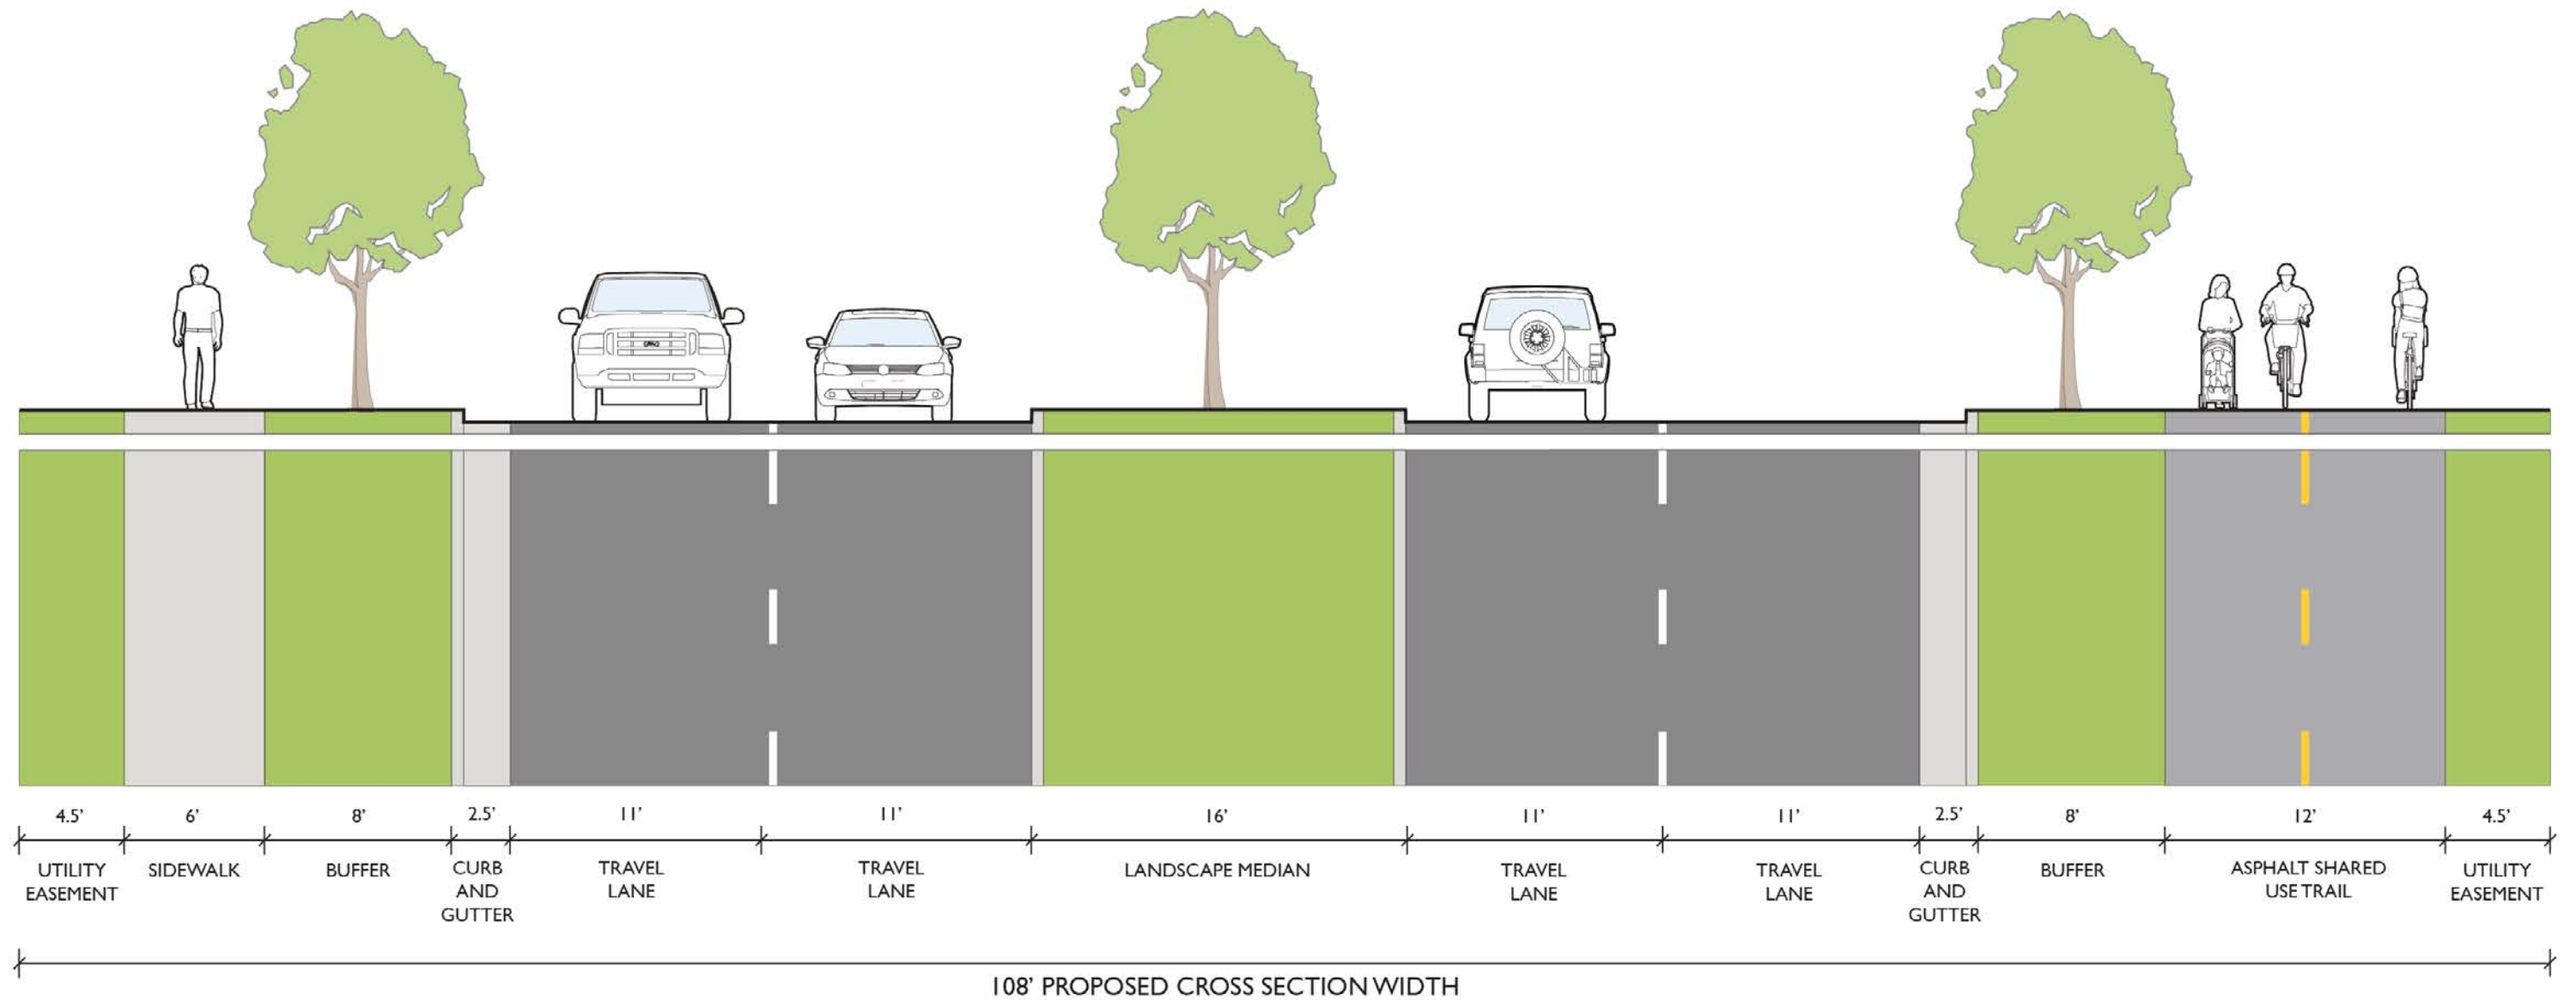 4.5’ 6’ 8’ 2.5’ 11’ 11’ 16’ 11’ 11’ 2.5’ 8’ 12’ 4.5’
UTILITY
EASEMENT
SIDEWALK
BUFFER
CURB
AND
GUTTER
TRAVEL
LANE
TRAVEL
LANE
LANDSCAPE MEDIAN
TRAVEL
LANE
TRAVEL
LANE
CURB
AND
GUTTER
BUFFER
ASPHALT SHARED
USE TRAIL
UTILITY
EASEMENT
108’ PROPOSED CROSS SECTION WIDTH